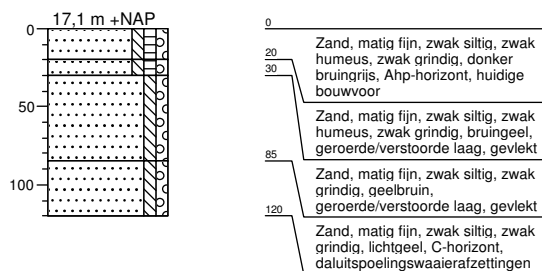 17,1 m +NAP
0
50
100
0
Zand, matig fijn, zwak siltig, zwak
humeus, zwak grindig, donker
bruingrijs, Ahp-horizont, huidige
bouwvoor
20
30
Zand, matig fijn, zwak siltig, zwak
humeus, zwak grindig, bruingeel,
geroerde/verstoorde laag, gevlekt
85
Zand, matig fijn, zwak siltig, zwak
grindig, geelbruin,
geroerde/verstoorde laag, gevlekt
120
Zand, matig fijn, zwak siltig, zwak
grindig, lichtgeel, C-horizont,
daluitspoelingswaaierafzettingen